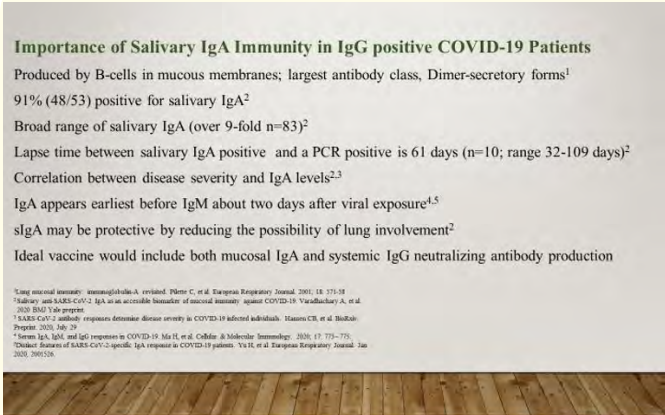 Importance of Salivary IgA Immunity in IgG positive COVID-19 Patients
Produced by B-cells in mucous membranes; largest antibody class, Dimer-secretory forms¹
91% (48/53) positive for salivary IgA²
Broad range of salivary IgA (over 9-fold n=83)²
Lapse time between salivary IgA positive and a PCR positive is 61 days (n=10; range 32-109 days)²
Correlation between disease severity and IgA levels²,³
IgA appears earliest before IgM about two days after viral exposure⁴,⁵
sIgA may be protective by reducing the possibility of lung involvement²
Ideal vaccine would include both mucosal IgA and systemic IgG neutralizing antibody production
¹Lung mucosal immunity: immunoglobulin-A revisited. Pilette C, et al. European Respiratory Journal. 2001; 18: 571-58
²Salivary anti-SARS-CoV-2 IgA as an accessible biomarker of mucosal immunity against COVID-19. Varadhachary A, et al.
2020 Yale preprint.
³ SARS-CoV-2 antibody responses determine disease severity in COVID-19 infected individuals. Hansen CB, et al. BioRxiv
Preprint. 2020, July 29
⁴ Serum IgA, IgM, and IgG responses in COVID-19. Ma H, et al. Cellular & Molecular Immunology. 2020; 17: 773-775.
⁵Distinct features of SARS-CoV-2-specific IgA response in COVID-19 patients. Yu H, et al. European Respiratory Journal. Jan
2020; 2001526.